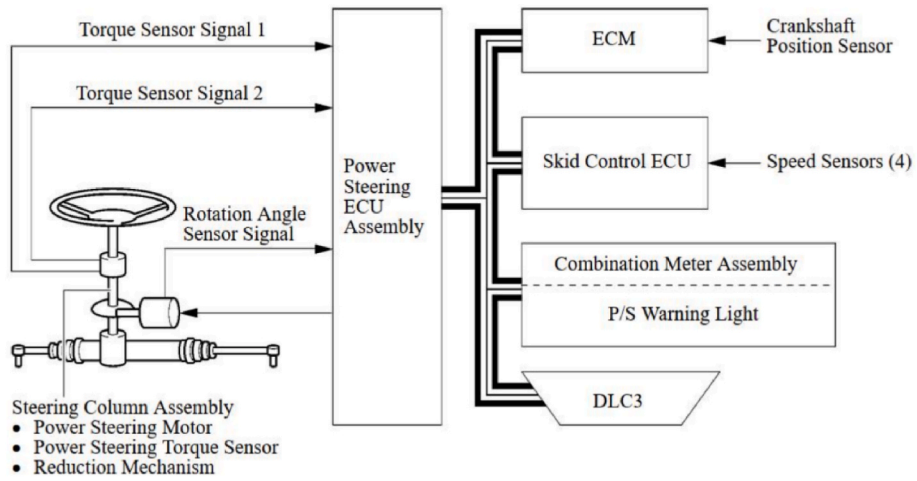 Torque Sensor Signal 1
Torque Sensor Signal 2
Rotation Angle
Sensor Signal
Steering Column Assembly
• Power Steering Motor
• Power Steering Torque Sensor
• Reduction Mechanism
Power
Steering
ECU
Assembly
ECM
Crankshaft
Position Sensor
Skid Control ECU
Speed Sensors (4)
Combination Meter Assembly
P/S Warning Light
DLC3